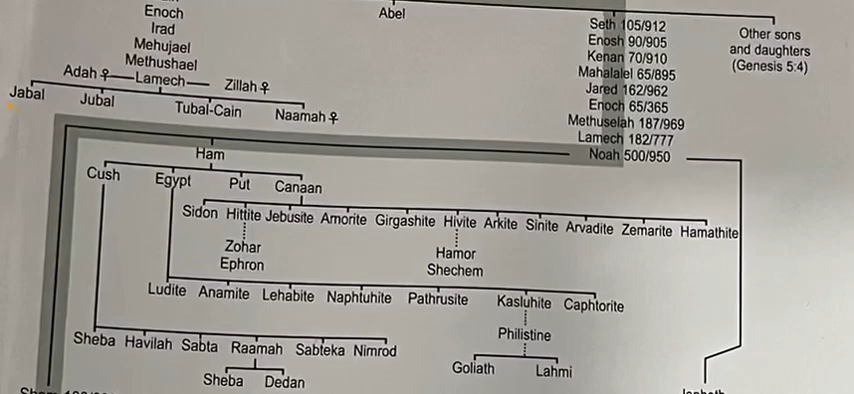 Enoch
Irad
Mehujael
Methushael
Adah ♀ Lamech Zillah ♀
Jabal Jubal Tubal-Cain Naamah ♀
Abel
Seth 105/912
Enosh 90/905
Kenan 70/910
Mahalalel 65/895
Jared 162/962
Enoch 65/365
Methuselah 187/969
Lamech 182/777
Noah 500/950
Other sons
and daughters
(Genesis 5:4)
Ham
Cush Egypt Put Canaan
Sidon Hittite Jebusite Amorite Girgashite Hivite Arkite Sinite Arvadite Zemarite Hamathite
Zohar
Ephron
Hamor
Shechem
Ludite Anamite Lehabite Naphtuhite Pathrusite Kasluhite Caphtorite
Philistine
Goliath Lahmi
Sheba Havilah Sabta Raamah Sabteka Nimrod
Sheba Dedan